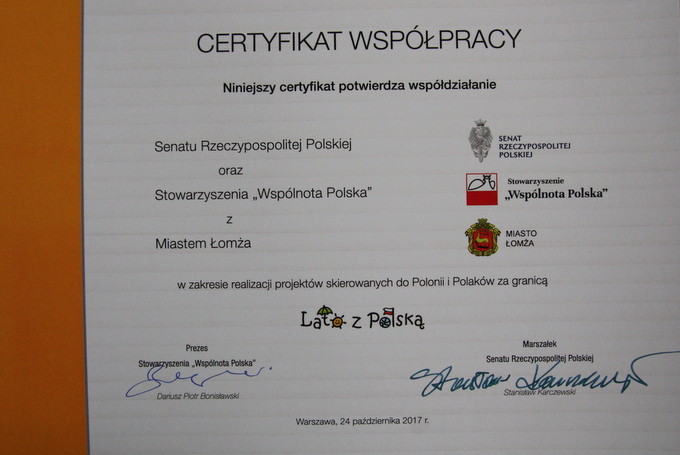 CERTYFIKAT WSPÓŁPRACY
Niniejszy certyfikat potwierdza współdziałanie
Senatu Rzeczypospolitej Polskiej
oraz
Stowarzyszenia „Wspólnota Polska”
z
Miastem Łomża
SENAT
RZECZYPOSPOLITEJ
POLSKIEJ
Stowarzyszenie
„Wspólnota Polska”
MIASTO
ŁOMŻA
w zakresie realizacji projektów skierowanych do Polonii i Polaków za granicą
Lato z Polską
Prezes
Stowarzyszenia „Wspólnota Polska”
Dariusz Piotr Bonisławski
Marszałek
Senatu Rzeczypospolitej Polskiej
Stanisław Karczewski
Warszawa, 24 października 2017 r.